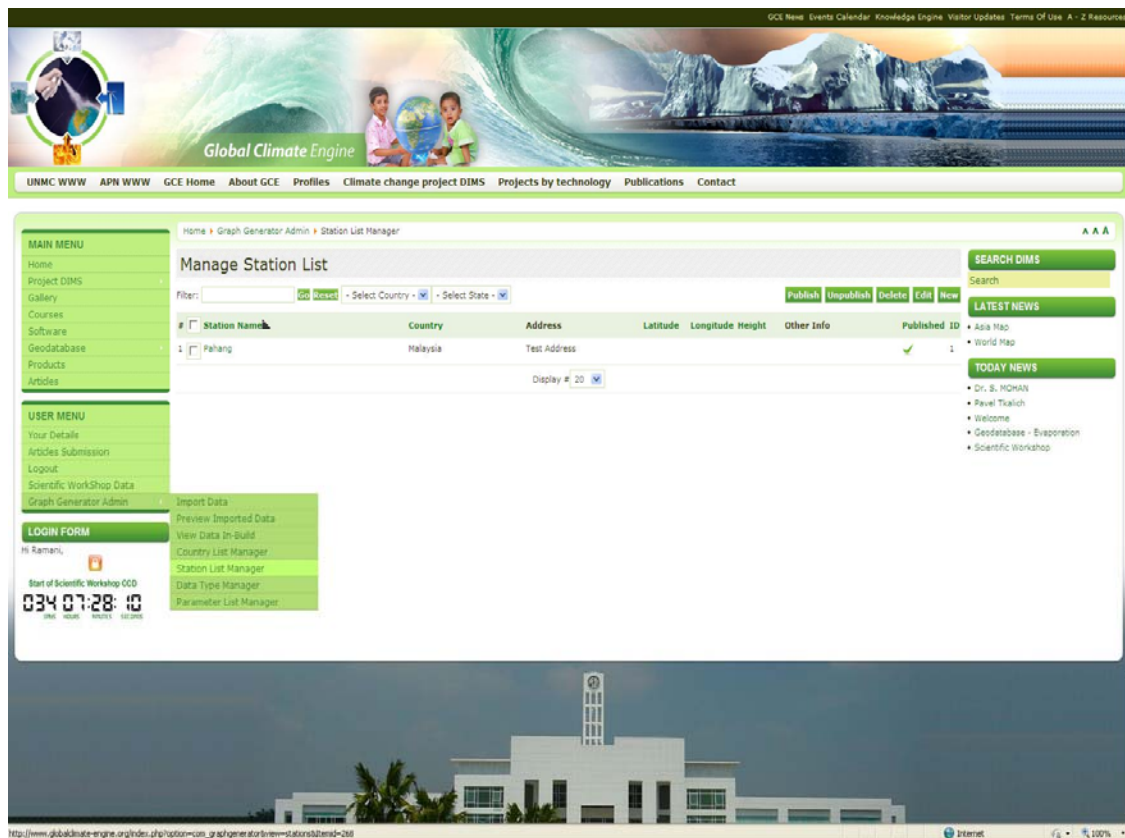 GCE News Events Calendar Knowledge Engine Visitor Updates Terms Of Use A - Z Resources
Global Climate Engine
UNMC WWW APN WWW GCE Home About GCE Profiles Climate change project DIMS Projects by technology Publications Contact
Home Graph Generator Admin Station List Manager
A A A
MAIN MENU
Home
Project DIMS
Gallery
Courses
Software
Geodatabase
Products
Articles
USER MENU
Your Details
Articles Submission
Logout
Scientific WorkShop Data
Graph Generator Admin
Import Data
Preview Imported Data
View Data In-Build
Country List Manager
Station List Manager
Data Type Manager
Parameter List Manager
LOGIN FORM
Hi Ramani,
Start of Scientific Workshop CCD
034 07:28: 10
DAYS HOURS MINUTES SECONDS
Manage Station List
Filter: Go Reset - Select Country - - Select State - Publish Unpublish Delete Edit New
# Station Name Country Address Latitude Longitude Height Other Info Published ID
1 Pahang Malaysia Test Address 1
Display # 20
SEARCH DIMS
Search
LATEST NEWS
• Asia Map
• World Map
TODAY NEWS
• Dr. S. MOHAN
• Pavel Tkalich
• Welcome
• Geodatabase - Evaporation
• Scientific Workshop
http://www.globalclimate-engine.org/index.php?option=com_graphgenerator&view=stations&Itemid=268
Internet 100%